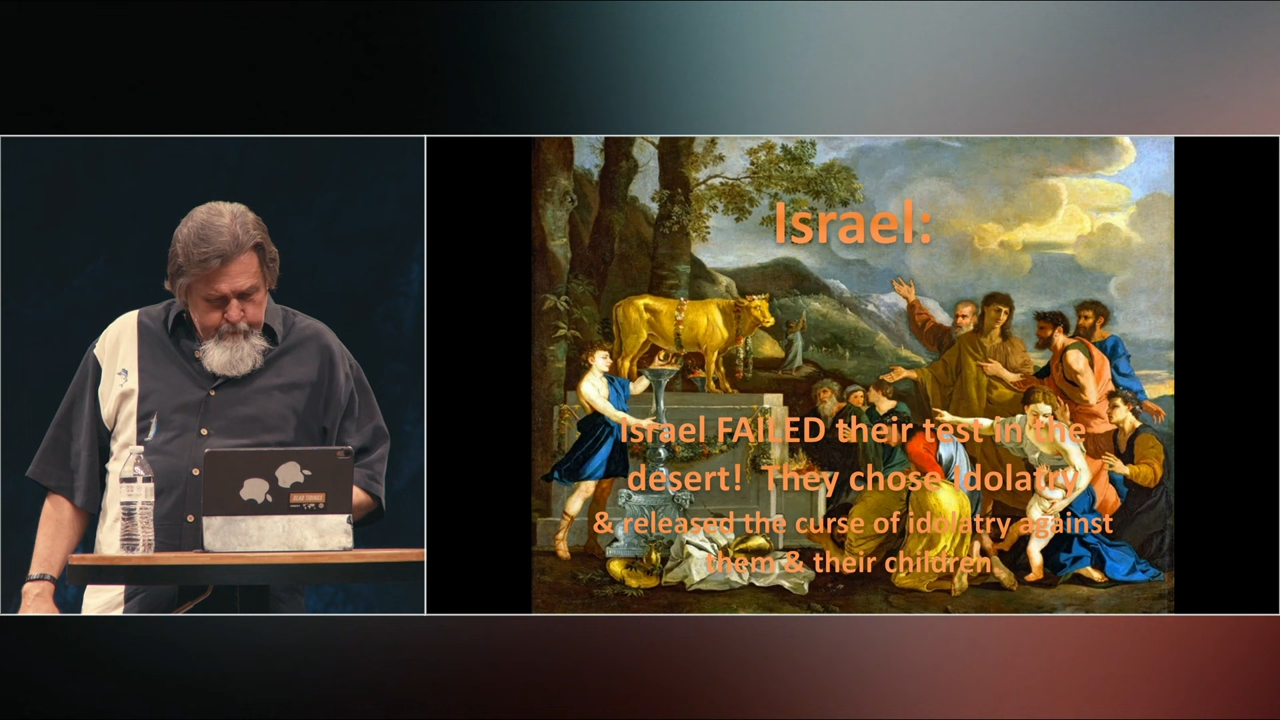 Israel:
Israel FAILED their test in the
desert!  They chose Idolatry
& released the curse of idolatry against
them & their children.